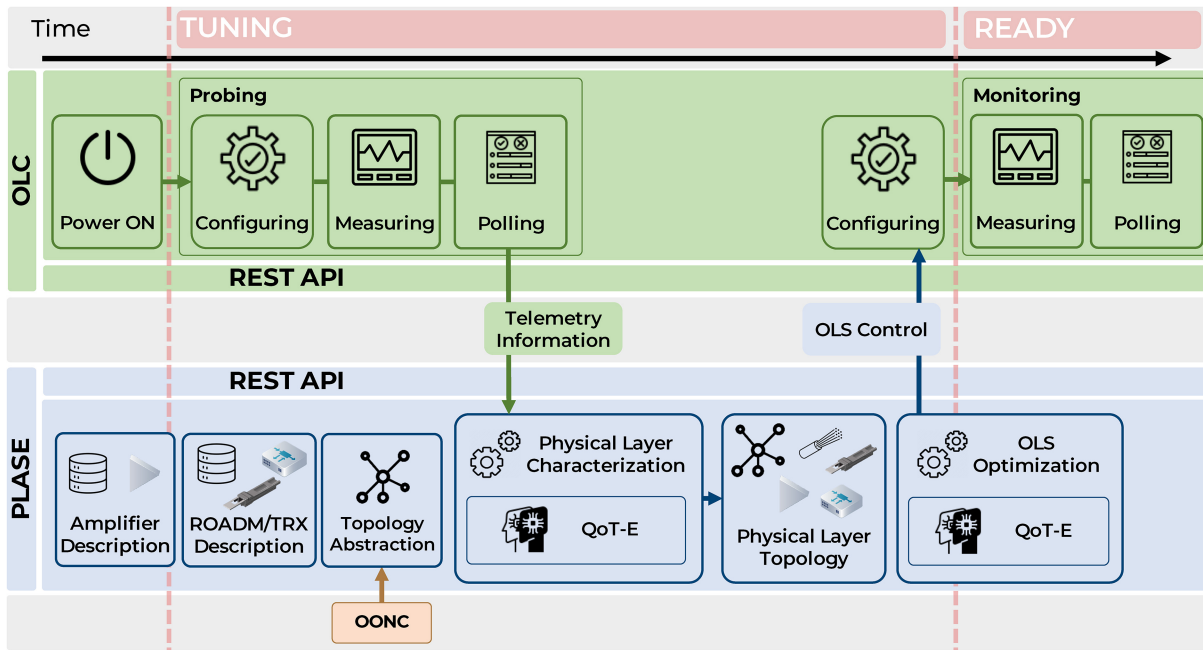 Time
TUNING
READY
OLC
Probing
Monitoring
Power ON
Configuring
Measuring
Polling
Configuring
Measuring
Polling
REST API
Telemetry
Information
OLS Control
PLASE
REST API
Amplifier
Description
ROADM/TRX
Description
Topology
Abstraction
Physical Layer
Characterization
QoT-E
Physical Layer
Topology
OLS
Optimization
QoT-E
OONC